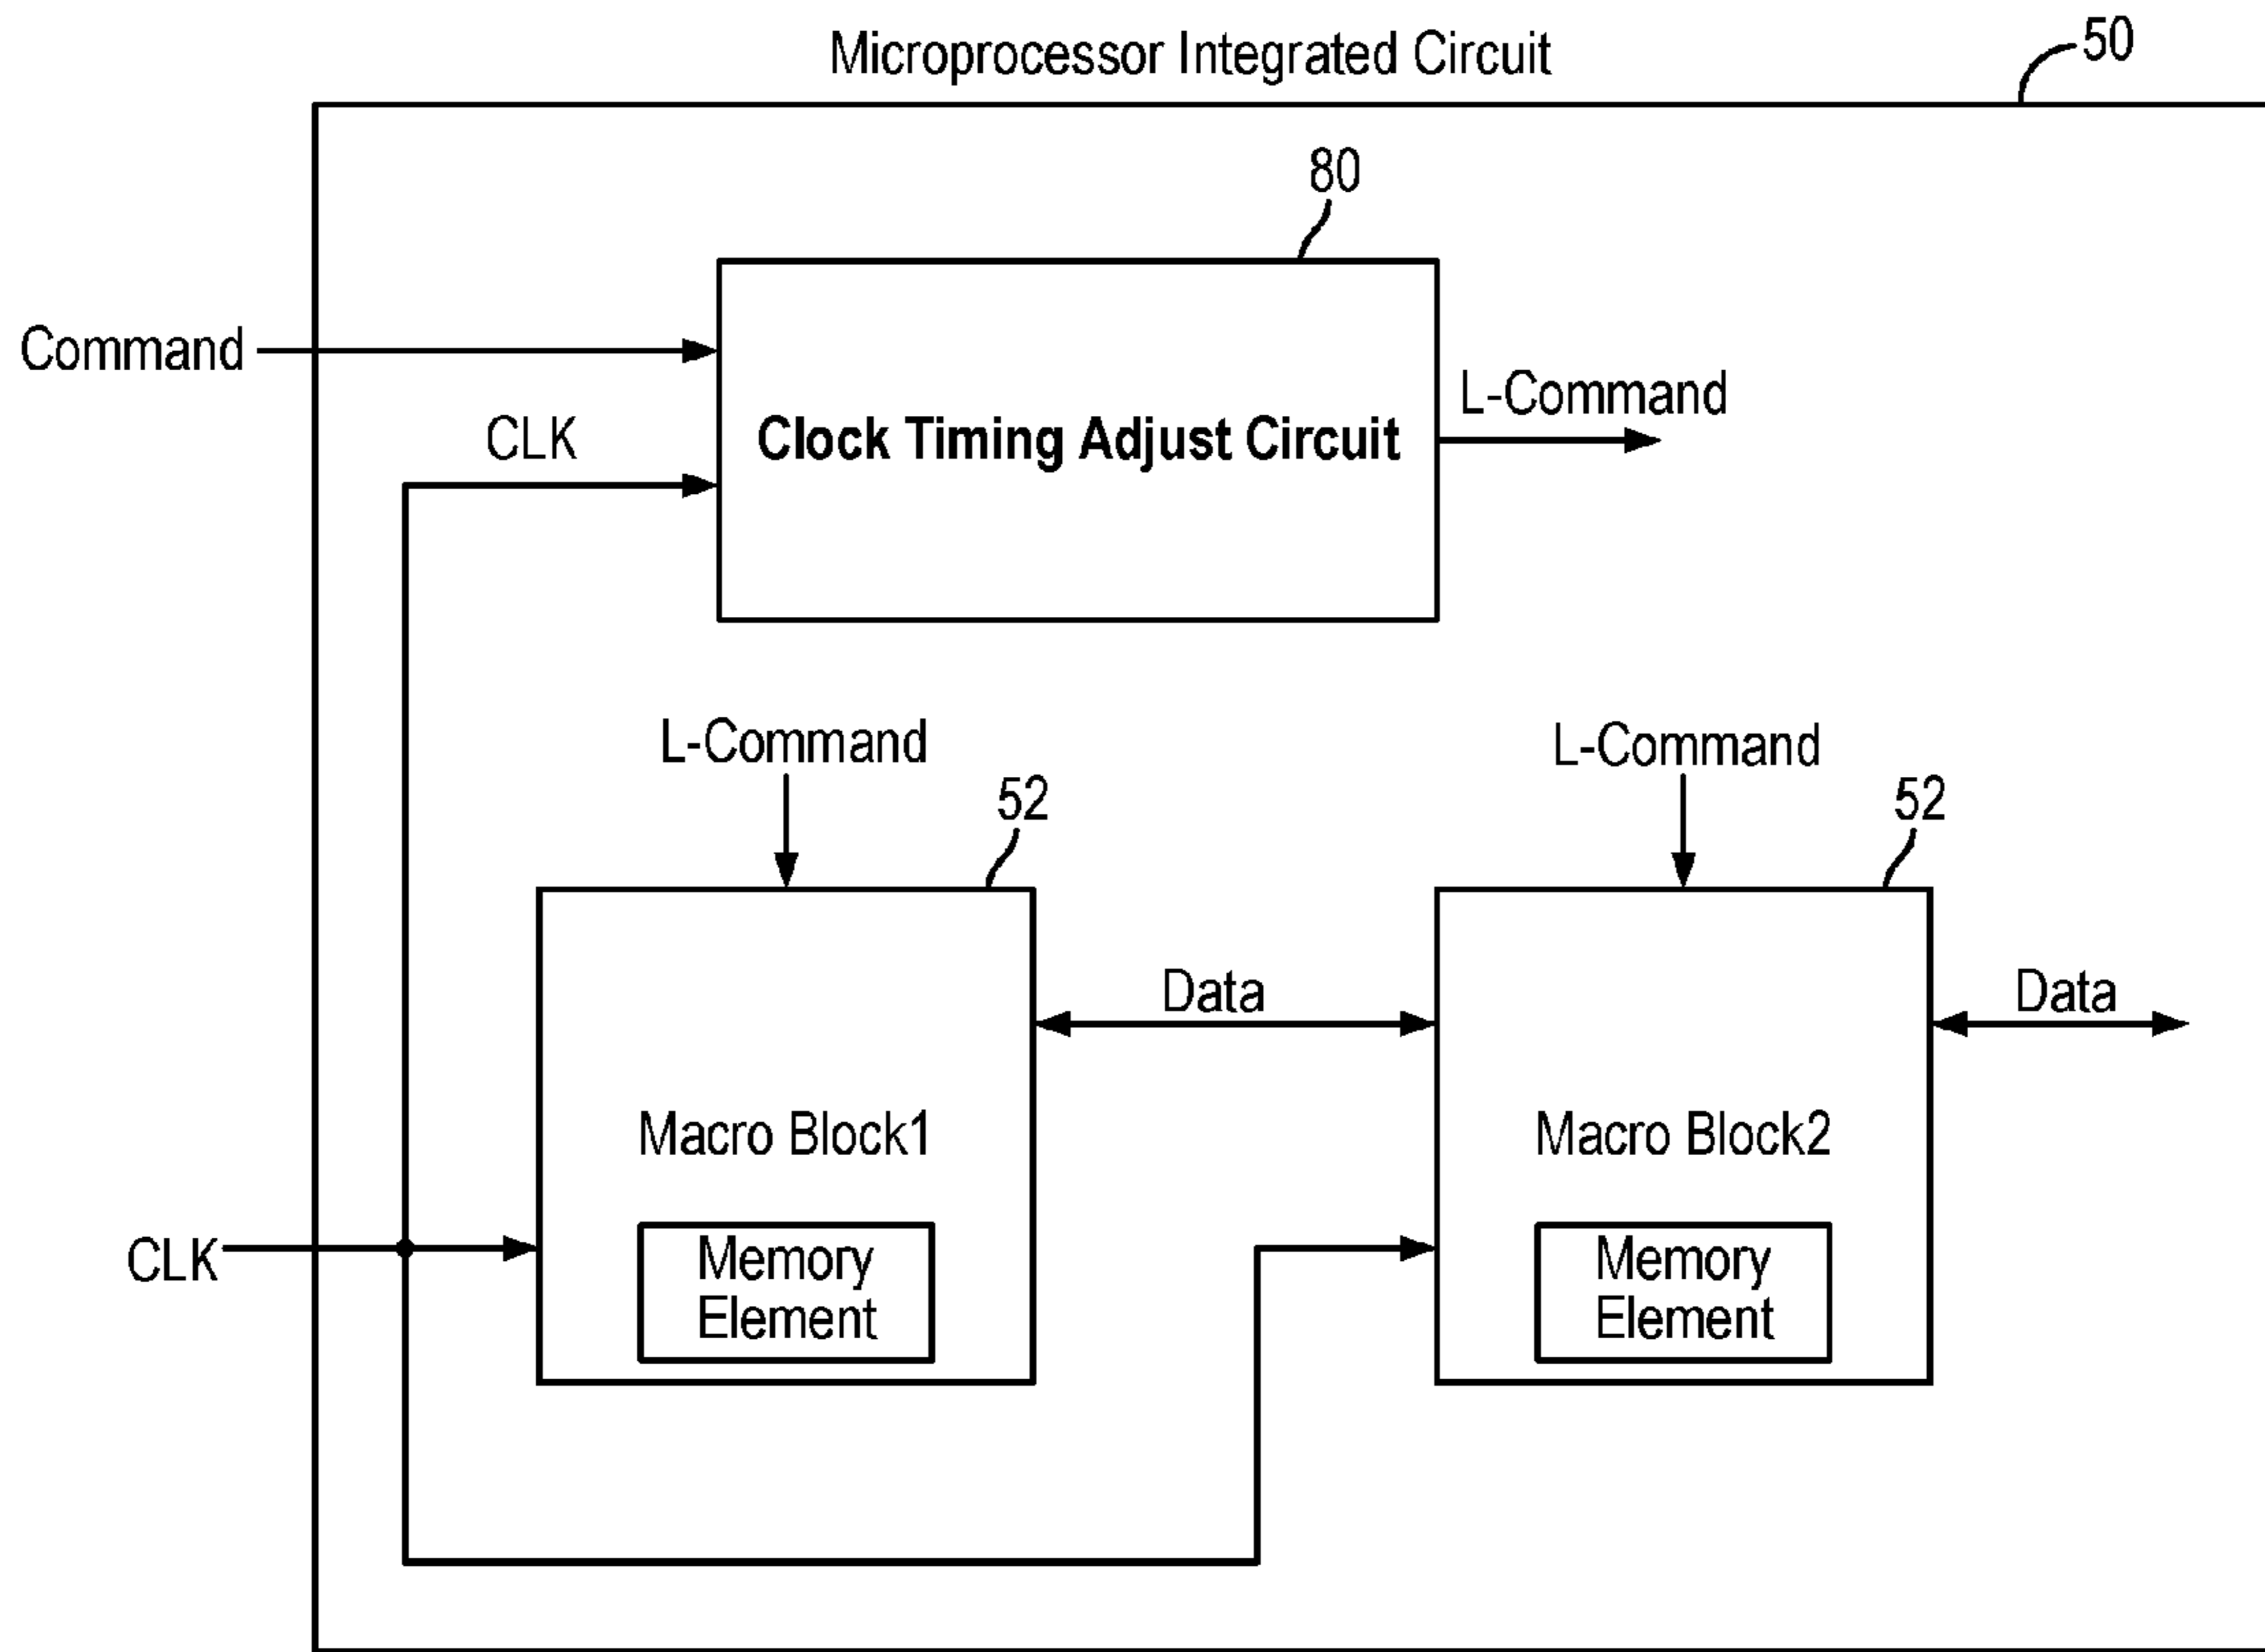 Microprocessor Integrated Circuit
50
80
Command
L-Command
CLK
Clock Timing Adjust Circuit
L-Command
L-Command
52
52
Data
Data
Macro Block1
Macro Block2
CLK
Memory
Element
Memory
Element